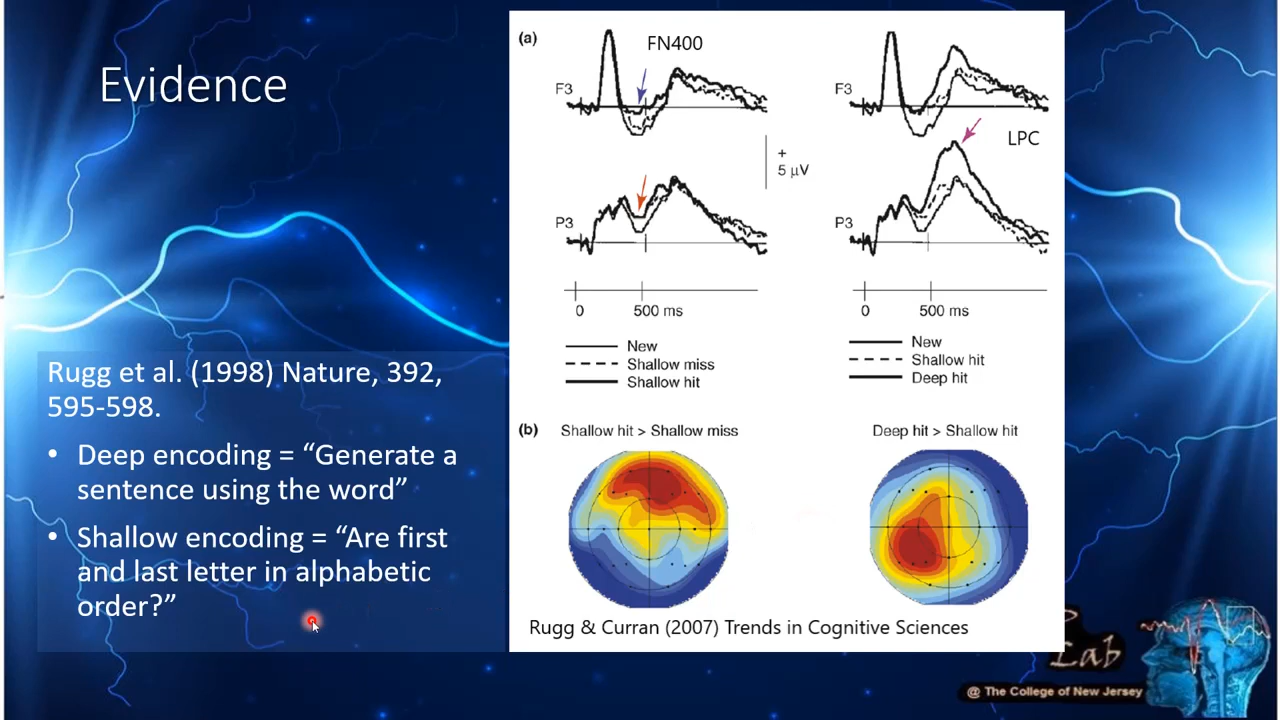 Evidence
Rugg et al. (1998) Nature, 392,
595-598.
• Deep encoding = “Generate a
sentence using the word”
• Shallow encoding = “Are first
and last letter in alphabetic
order?”
(a)
FN400
F3
P3
+
5 μV
0
500 ms
New
Shallow miss
Shallow hit
F3
LPC
P3
0
500 ms
New
Shallow hit
Deep hit
(b)
Shallow hit > Shallow miss
Deep hit > Shallow hit
Rugg & Curran (2007) Trends in Cognitive Sciences
Lab
@ The College of New Jersey